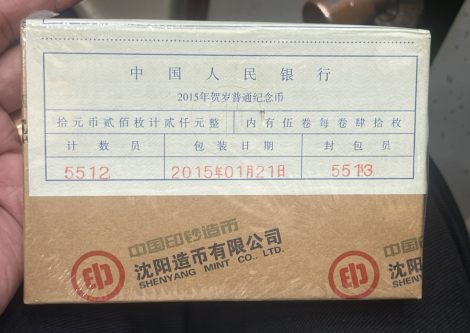 中国人民银行
2015年贺岁普通纪念币
拾元币贰佰枚计贰仟元整 内有伍卷每卷肆拾枚
计数员 包装日期 封包员
5512 2015年01月21日 5513
中国印钞造币
沈阳造币有限公司
SHENYANG MINT CO., LTD.
沈阳造
SHENYANG M